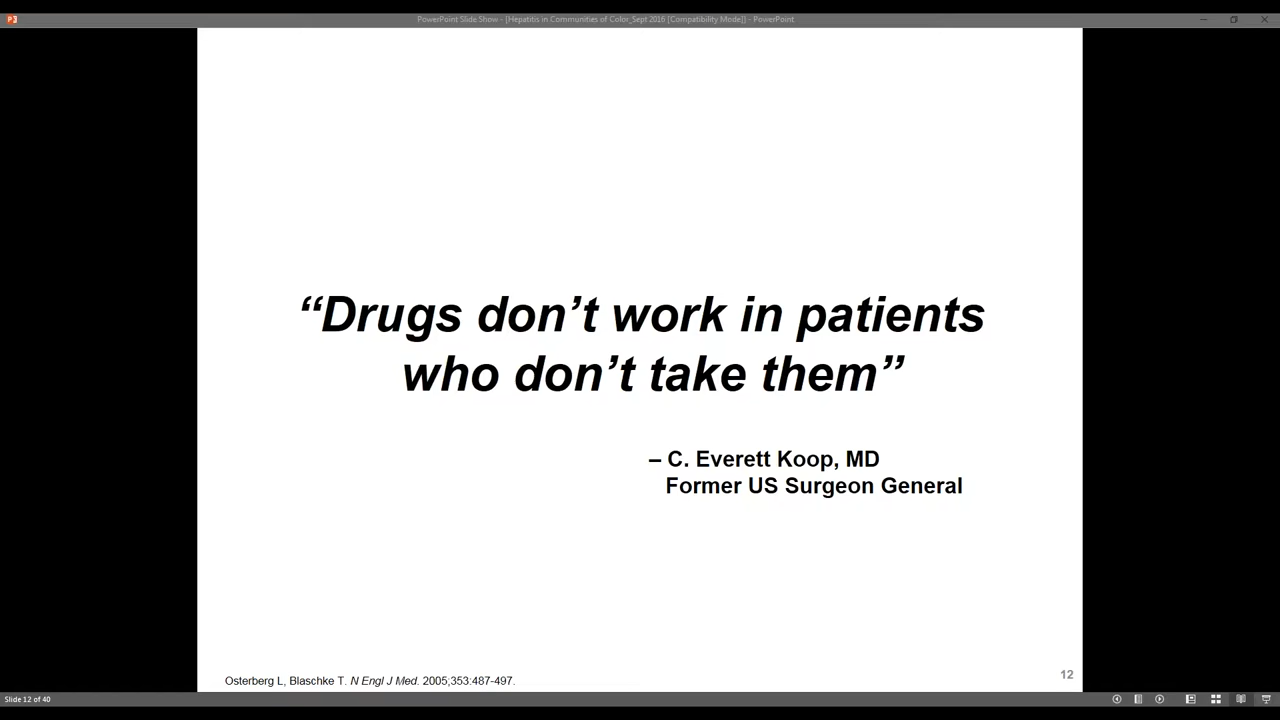 PowerPoint Slide Show - [Hepatitis in Communities of Color_Sept 2016 [Compatibility Mode]] - PowerPoint
“Drugs don’t work in patients
who don’t take them”
– C. Everett Koop, MD
Former US Surgeon General
Osterberg L, Blaschke T. N Engl J Med. 2005;353:487-497.
12
Slide 12 of 40